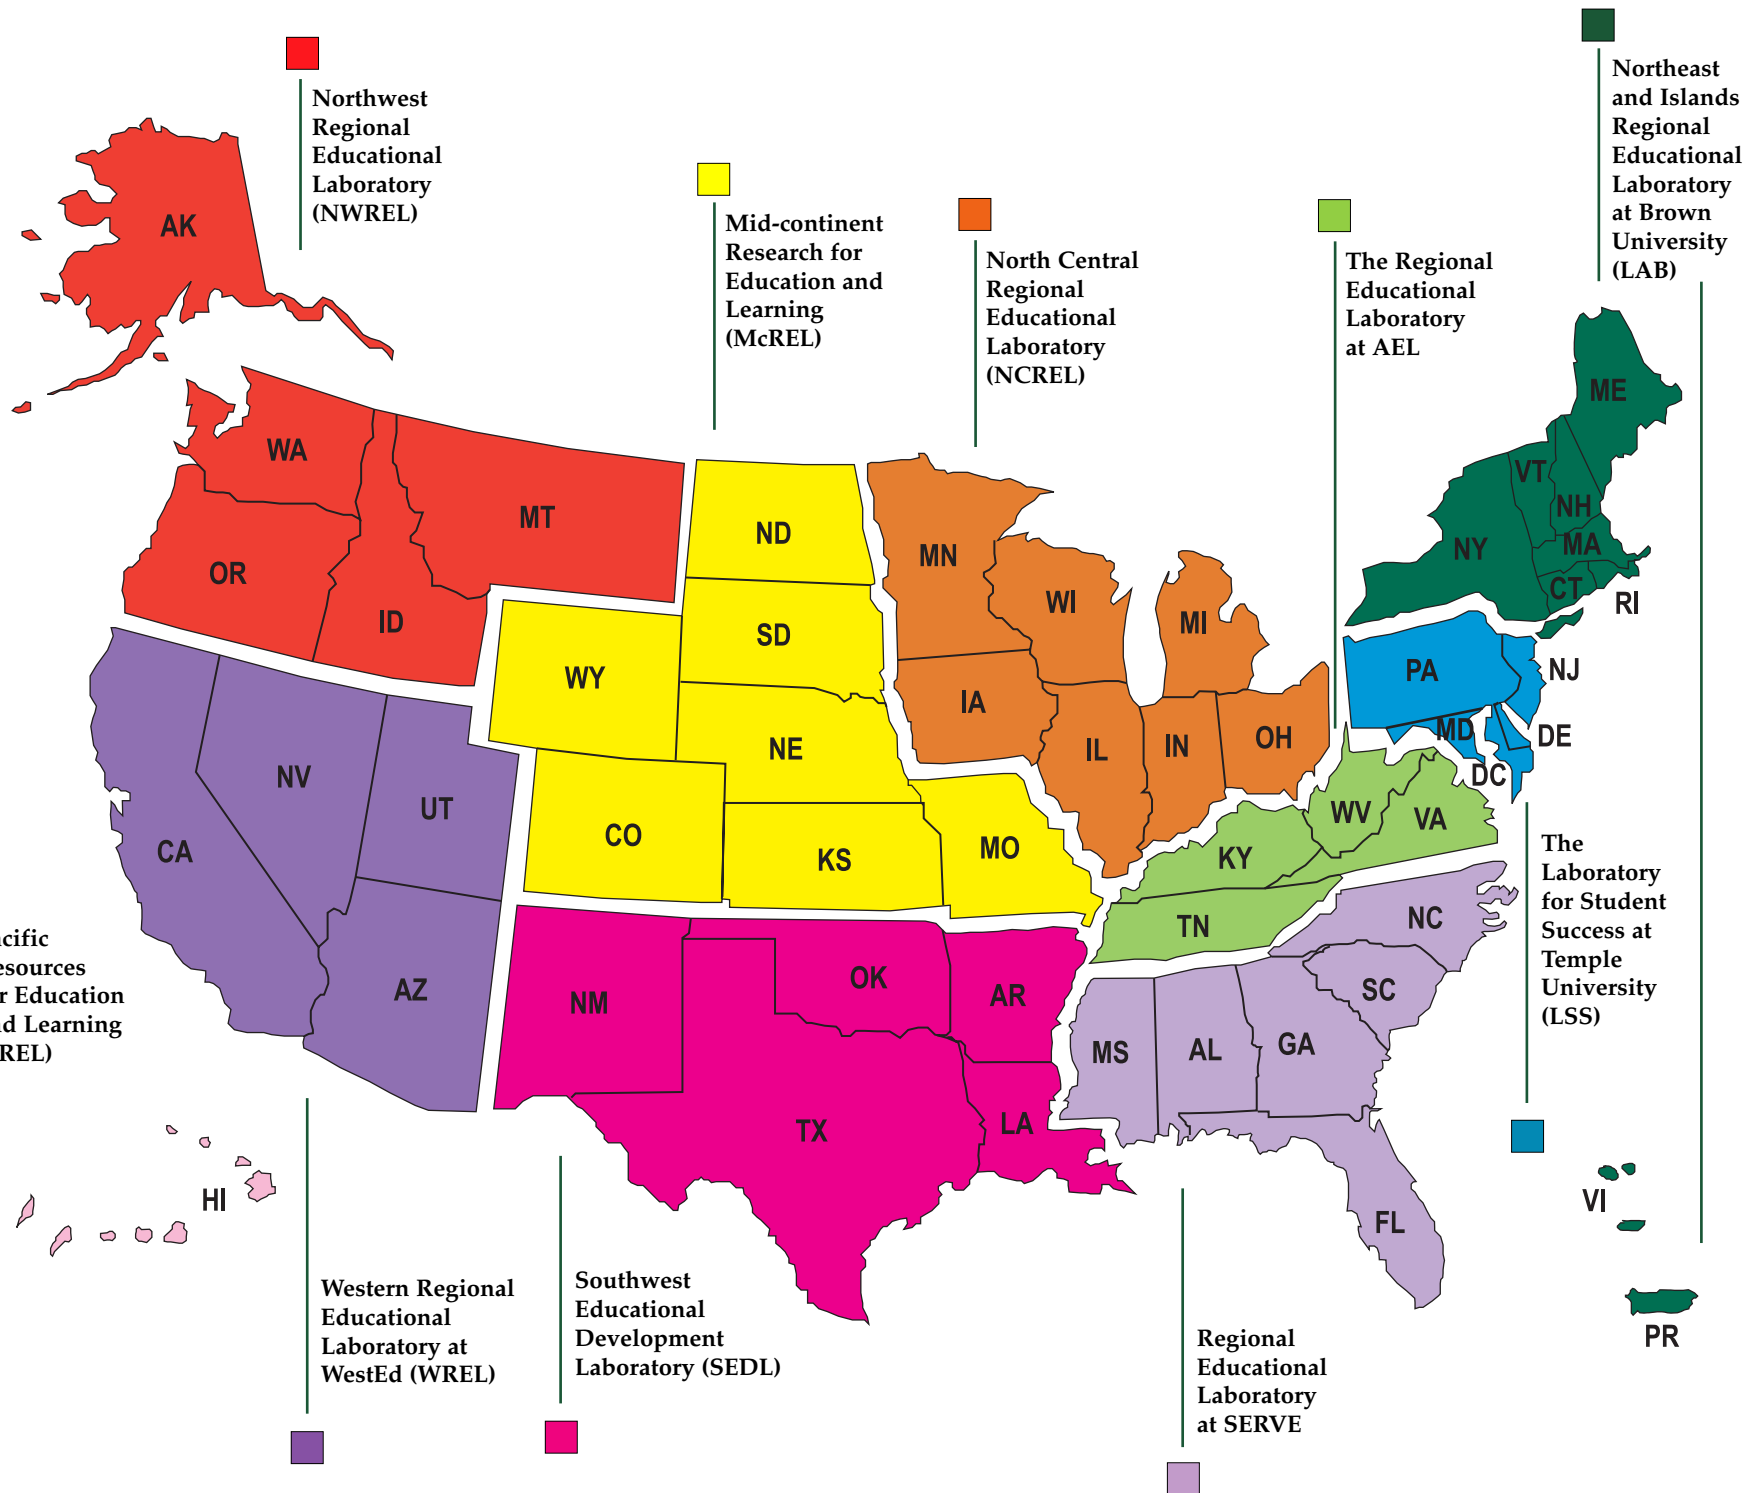 Northwest
Regional
Educational
Laboratory
(NWREL)
Mid-continent
Research for
Education and
Learning
(McREL)
North Central
Regional
Educational
Laboratory
(NCREL)
The Regional
Educational
Laboratory
at AEL
Northeast
and Islands
Regional
Educational
Laboratory
at Brown
University
(LAB)
AK
WA
OR
ID
MT
ND
SD
WY
NE
CO
KS
MO
MN
WI
MI
IA
IL
IN
OH
ME
VT
NH
NY
MA
CT
RI
PA
NJ
MD
DE
DC
WV
VA
KY
TN
CA
NV
UT
AZ
NM
OK
AR
TX
LA
MS
AL
GA
SC
NC
FL
HI
VI
PR
cific
esources
r Education
d Learning
REL)
The
Laboratory
for Student
Success at
Temple
University
(LSS)
Western Regional
Educational
Laboratory at
WestEd (WREL)
Southwest
Educational
Development
Laboratory (SEDL)
Regional
Educational
Laboratory
at SERVE